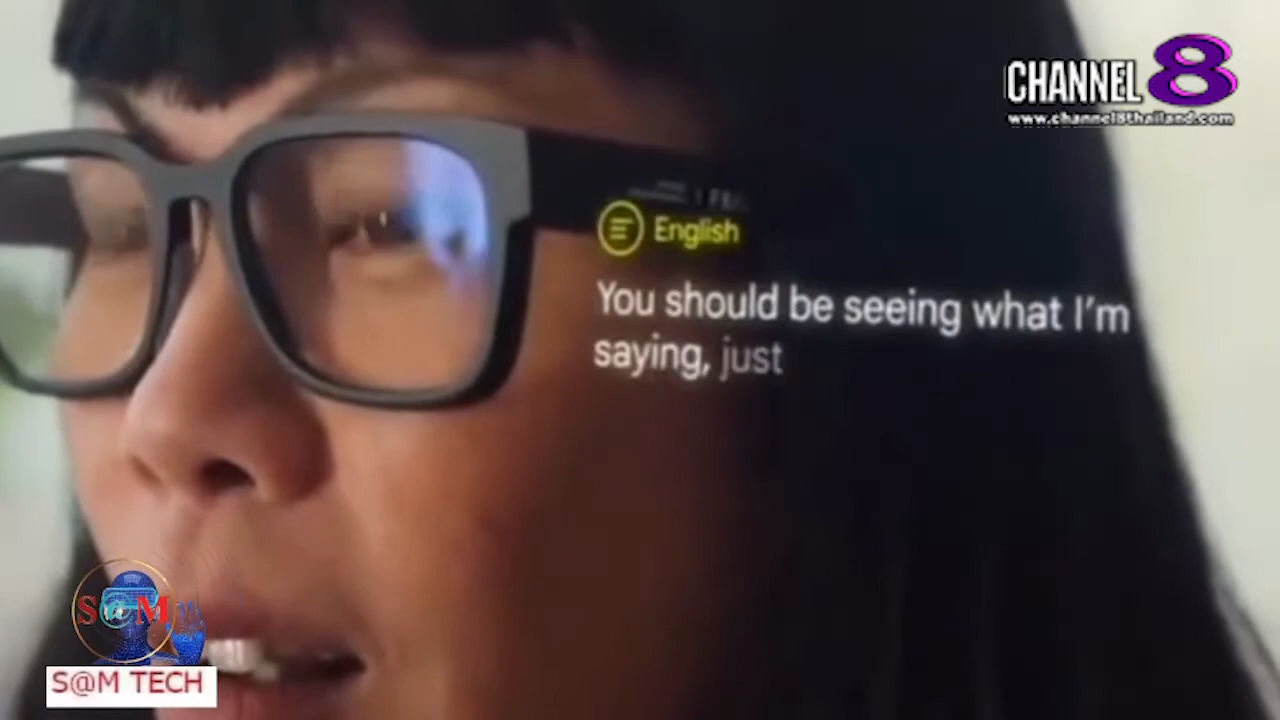 CHANNEL 8
www.channel8thailand.com
English
You should be seeing what I'm
saying, just
S@M
S@M TECH